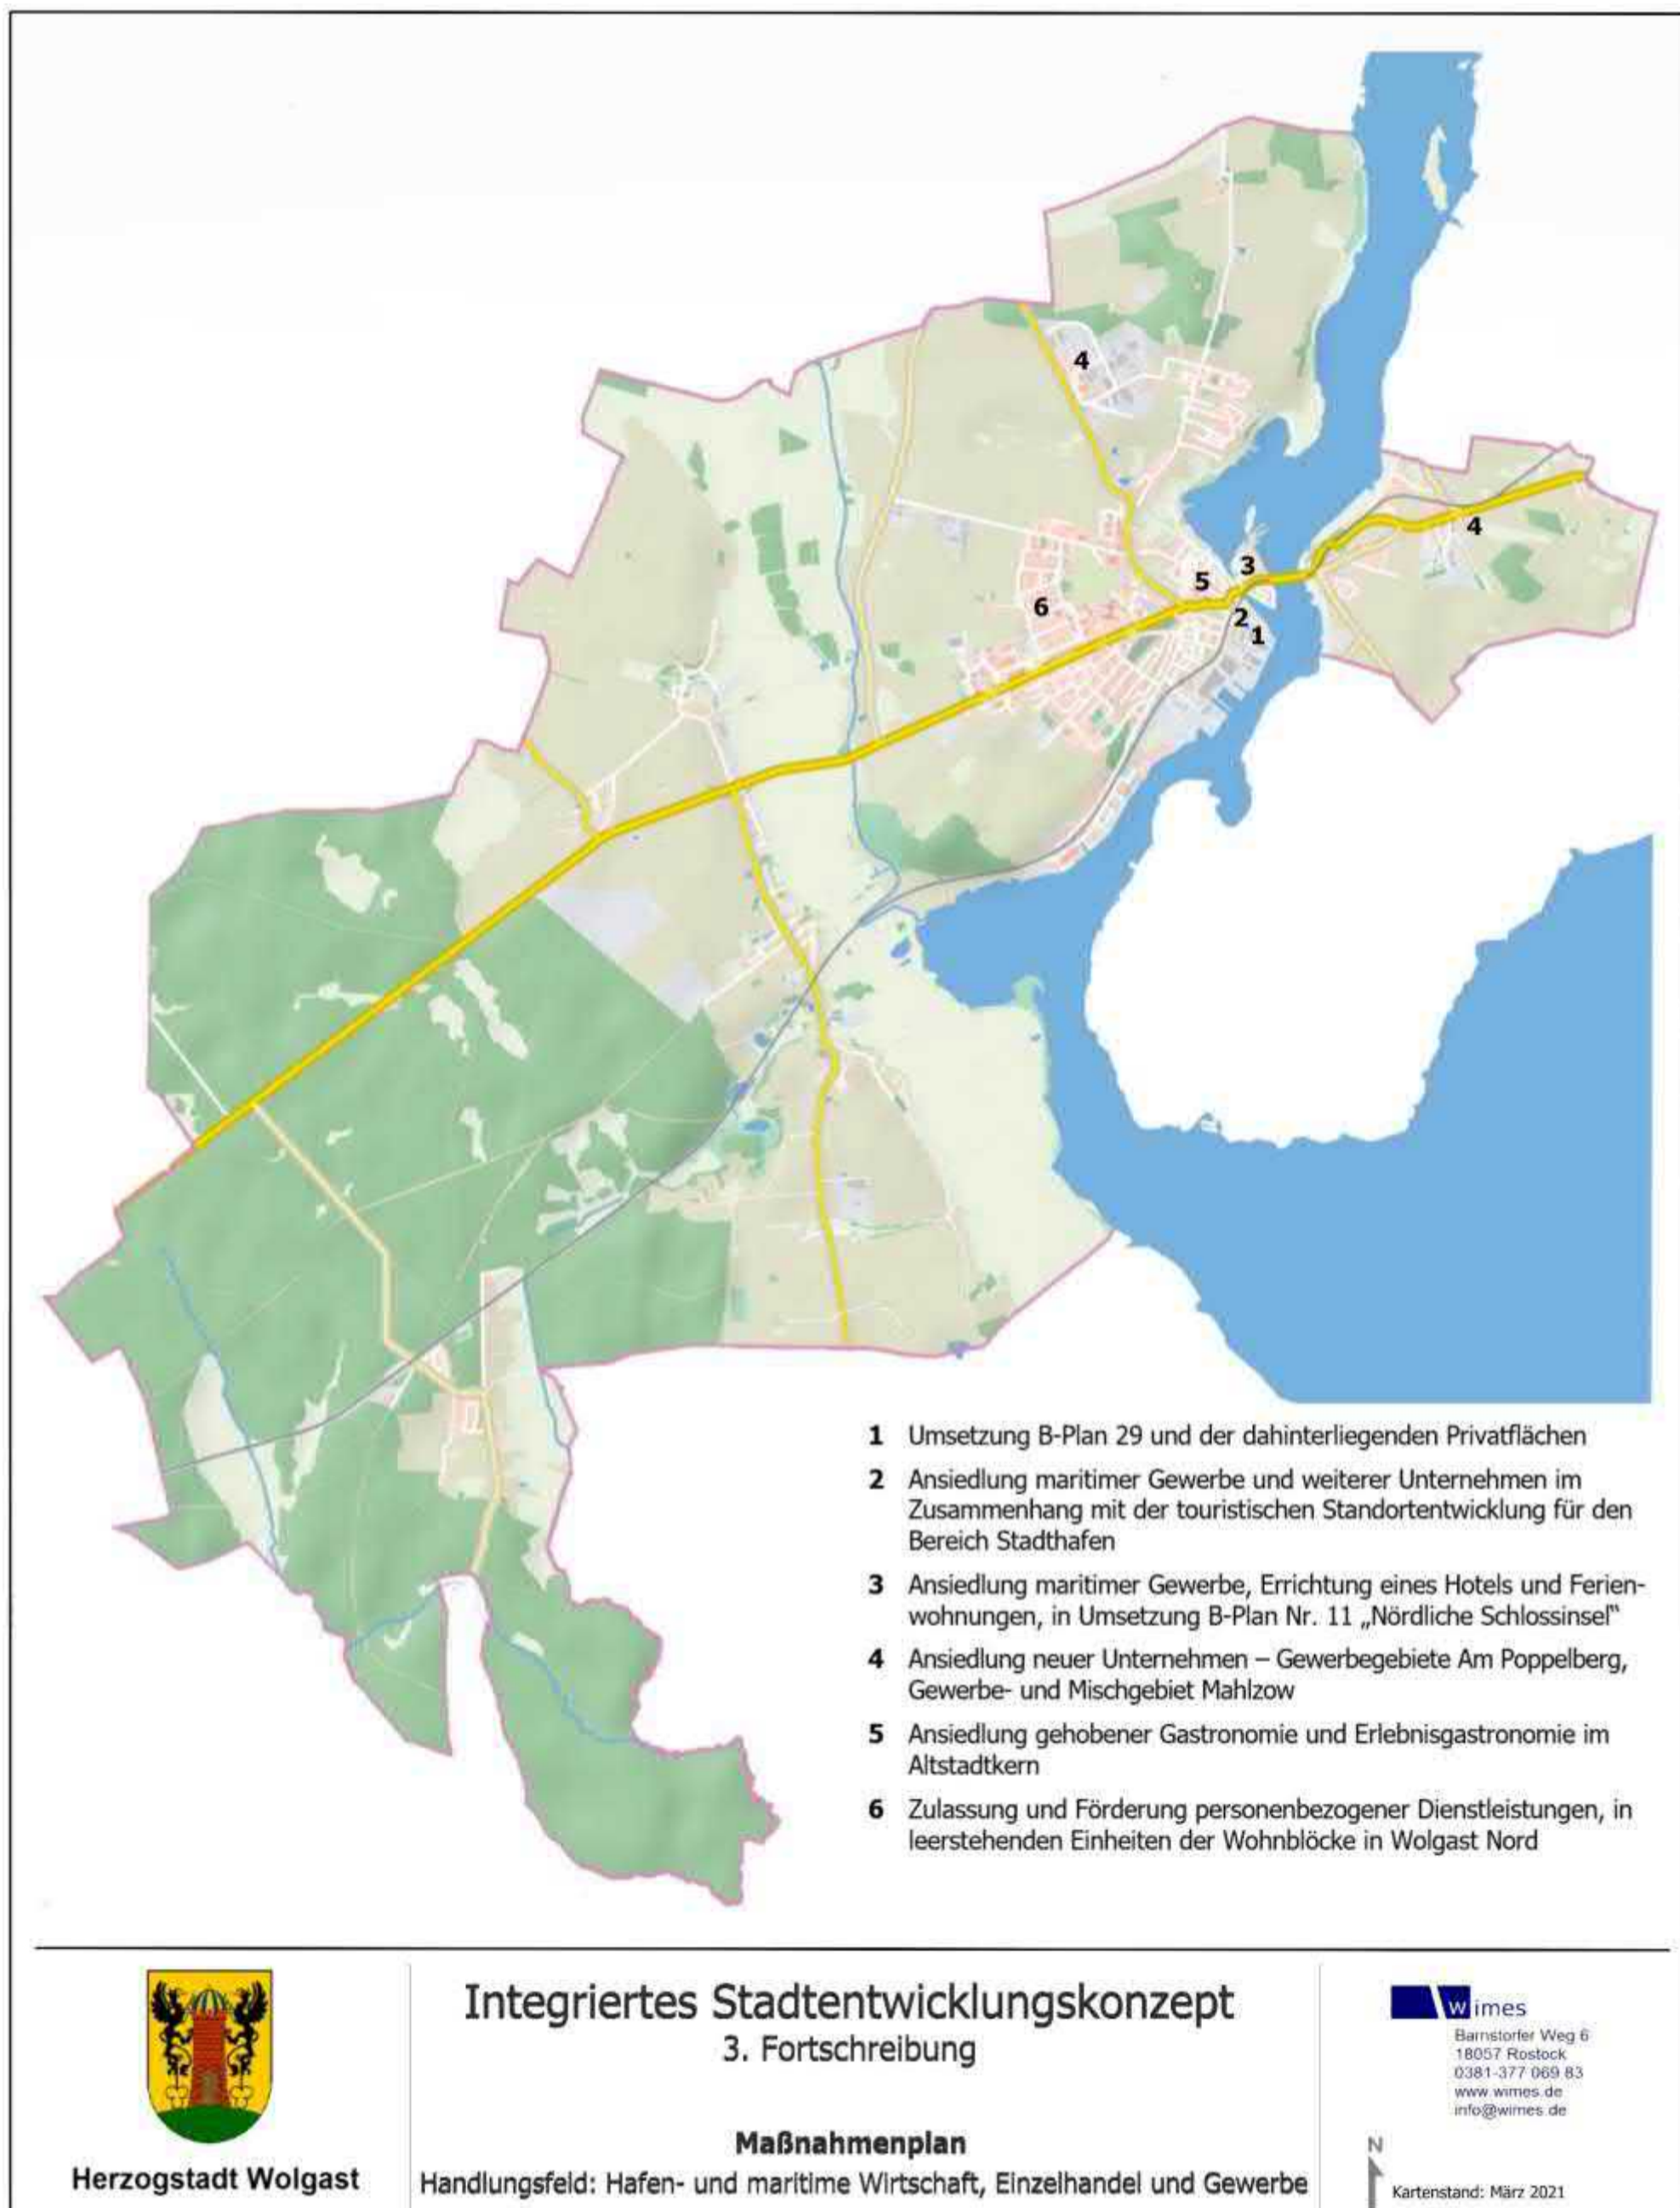 4
4
3
5
6
2
1
1 Umsetzung B-Plan 29 und der dahinterliegenden Privatflächen
2 Ansiedlung maritimer Gewerbe und weiterer Unternehmen im
Zusammenhang mit der touristischen Standortentwicklung für den
Bereich Stadthafen
3 Ansiedlung maritimer Gewerbe, Errichtung eines Hotels und Ferien-
wohnungen, in Umsetzung B-Plan Nr. 11 „Nördliche Schlossinsel“
4 Ansiedlung neuer Unternehmen – Gewerbegebiete Am Poppelberg,
Gewerbe- und Mischgebiet Mahlzow
5 Ansiedlung gehobener Gastronomie und Erlebnisgastronomie im
Altstadtkern
6 Zulassung und Förderung personenbezogener Dienstleistungen, in
leerstehenden Einheiten der Wohnblöcke in Wolgast Nord
Herzogstadt Wolgast
Integriertes Stadtentwicklungskonzept
3. Fortschreibung
Maßnahmenplan
Handlungsfeld: Hafen- und maritime Wirtschaft, Einzelhandel und Gewerbe
wimes
Barnstorfer Weg 6
18057 Rostock
0381-377 069 83
www.wimes.de
info@wimes.de
N
Kartenstand: März 2021